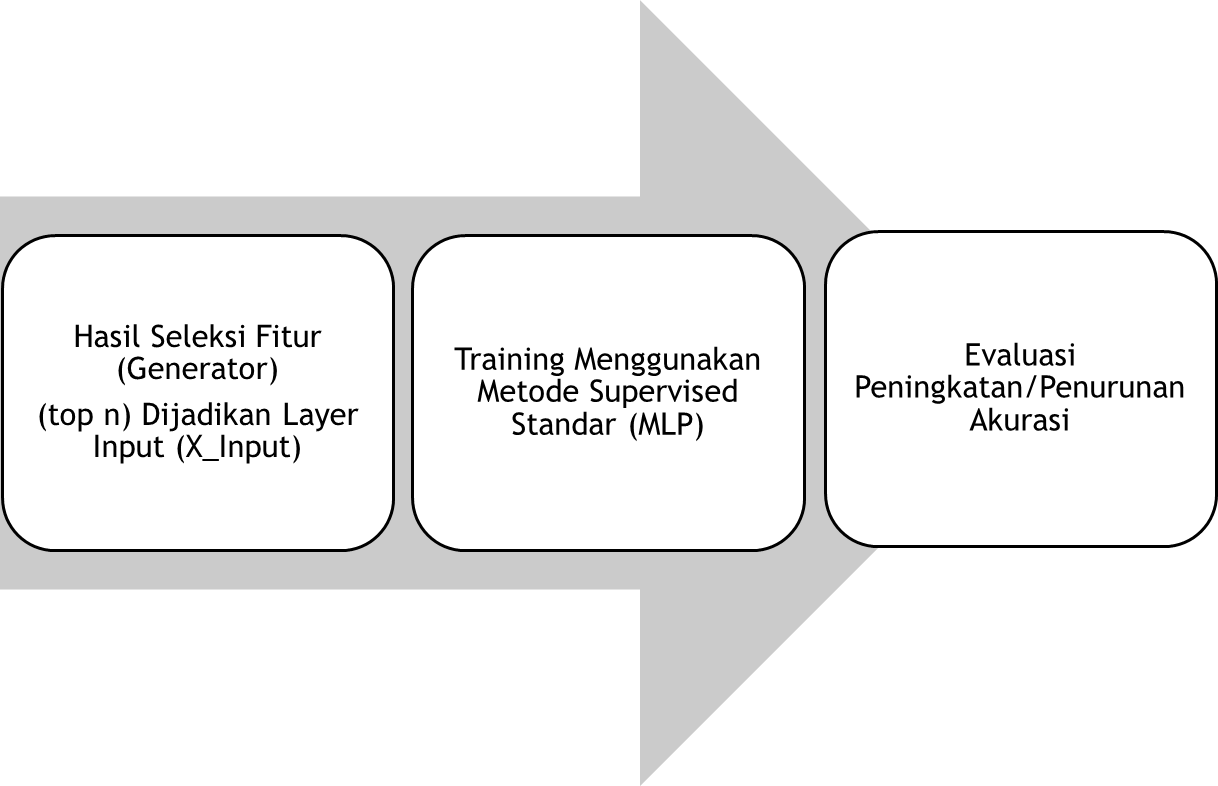 Hasil Seleksi Fitur
(Generator)
(top n) Dijadikan Layer
Input (X_Input)
Training Menggunakan
Metode Supervised
Standar (MLP)
Evaluasi
Peningkatan/Penurunan
Akurasi